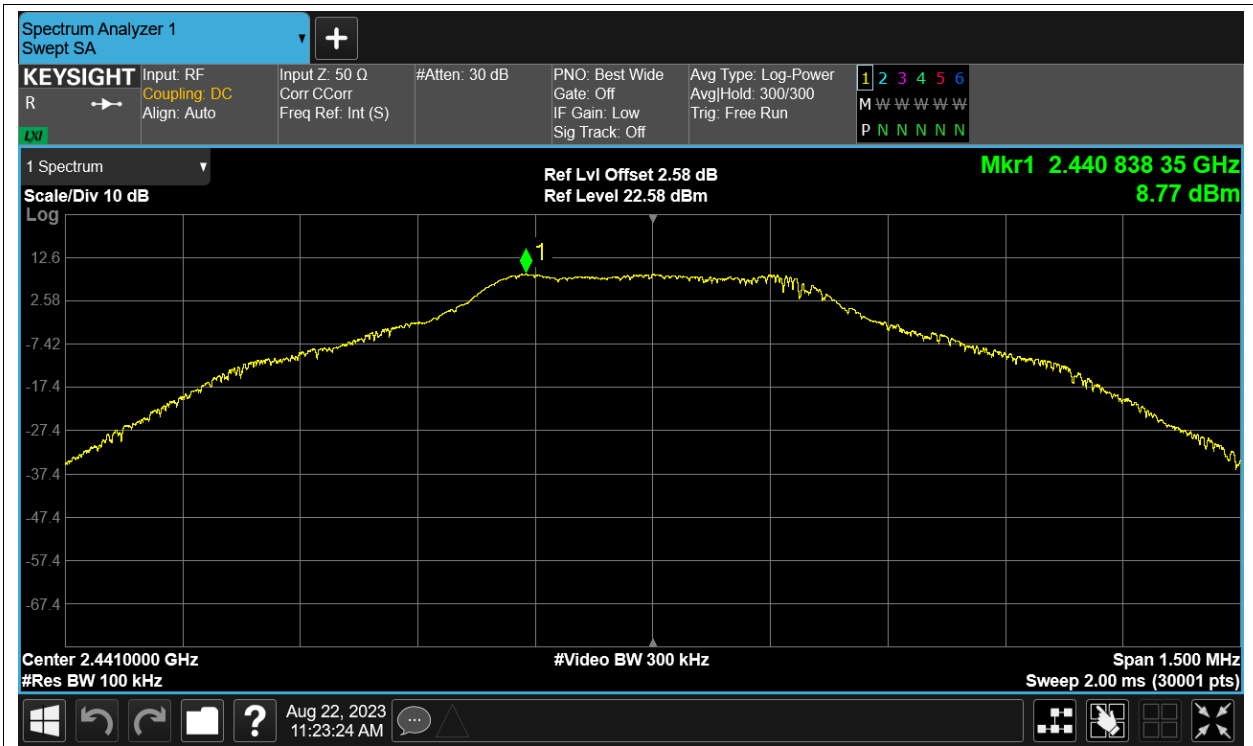 Spectrum Analyzer 1
Swept SA
KEYSIGHT
R
LXI
Input: RF
Coupling: DC
Align: Auto
Input Z: 50 Ω
Corr CCorr
Freq Ref: Int (S)
#Atten: 30 dB
PNO: Best Wide
Gate: Off
IF Gain: Low
Sig Track: Off
Avg Type: Log-Power
Avg|Hold: 300/300
Trig: Free Run
1 2 3 4 5 6
M W W W W W W
P N N N N N N
1 Spectrum
Scale/Div 10 dB
Log
Ref Lvl Offset 2.58 dB
Ref Level 22.58 dBm
Mkr1 2.440 838 35 GHz
8.77 dBm
1
12.6
2.58
-7.42
-17.4
-27.4
-37.4
-47.4
-57.4
-67.4
Center 2.4410000 GHz
#Res BW 100 kHz
#Video BW 300 kHz
Span 1.500 MHz
Sweep 2.00 ms (30001 pts)
?
Aug 22, 2023
11:23:24 AM